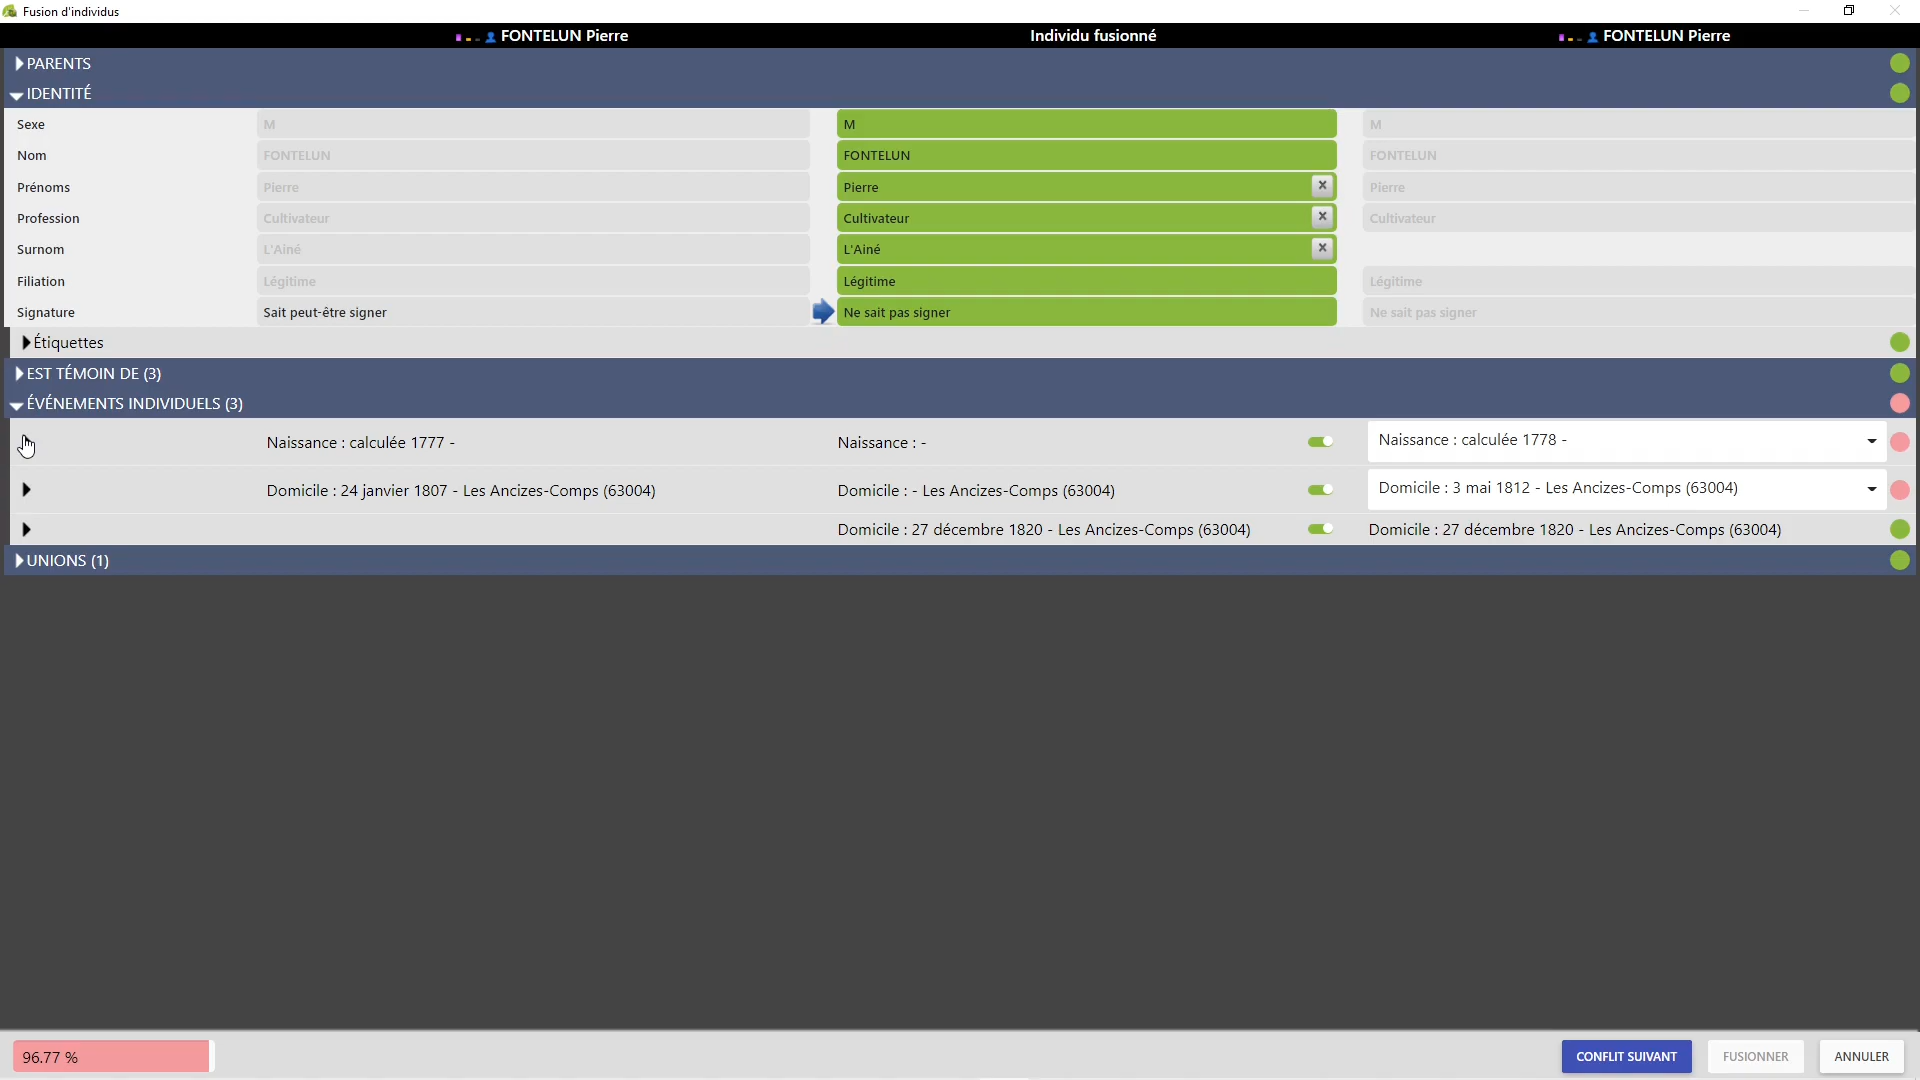 Fusion d'individus
FONTELUN Pierre Individu fusionné FONTELUN Pierre
PARENTS
IDENTITÉ
Sexe M M M
Nom FONTELUN FONTELUN FONTELUN
Prénoms Pierre Pierre Pierre
Profession Cultivateur Cultivateur Cultivateur
Surnom L'Ainé L'Ainé
Filiation Légitime Légitime Légitime
Signature Sait peut-être signer Ne sait pas signer Ne sait pas signer
Étiquettes
EST TÉMOIN DE (3)
ÉVÉNEMENTS INDIVIDUELS (3)
Naissance : calculée 1777 - Naissance : - Naissance : calculée 1778 -
Domicile : 24 janvier 1807 - Les Ancizes-Comps (63004) Domicile : - Les Ancizes-Comps (63004) Domicile : 3 mai 1812 - Les Ancizes-Comps (63004)
Domicile : 27 décembre 1820 - Les Ancizes-Comps (63004) Domicile : 27 décembre 1820 - Les Ancizes-Comps (63004)
UNIONS (1)
96.77 % CONFLIT SUIVANT FUSIONNER ANNULER